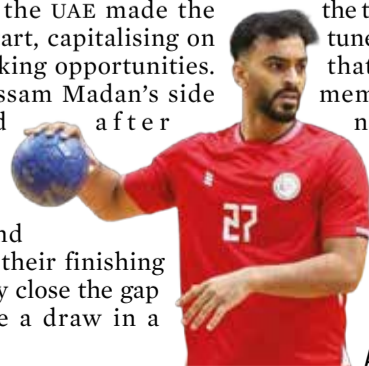 the UAE made the
art, capitalising on
king opportunities.
ssam Madan's side
d after
nd
their finishing
y close the gap
e a draw in a
the t
tune
that
mem
n
27
A